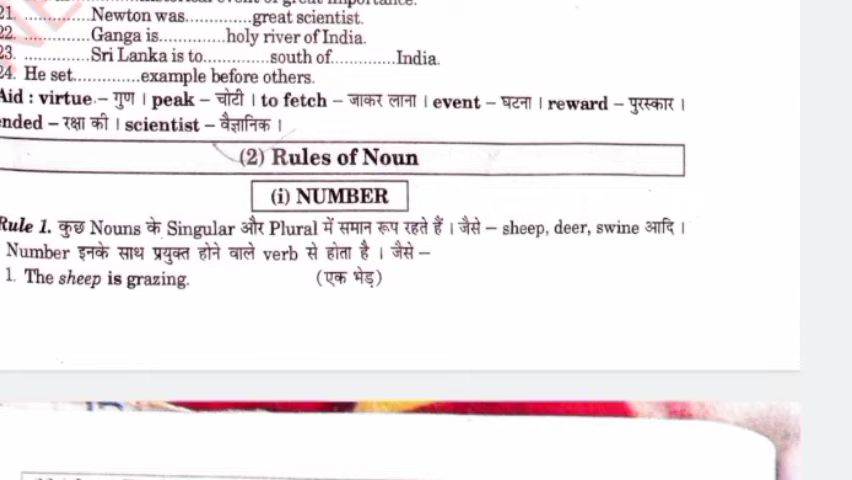 21. ............Newton was............great scientist.
22. ............Ganga is............holy river of India.
23. ............Sri Lanka is to............south of............India.
24. He set............example before others.
Aid : virtue – गुण । peak – चोटी । to fetch – जाकर लाना । event – घटना । reward – पुरस्कार ।
nded – रक्षा की । scientist – वैज्ञानिक ।
(2) Rules of Noun
(i) NUMBER
Rule 1. कुछ Nouns के Singular और Plural में समान रूप रहते हैं । जैसे – sheep, deer, swine आदि ।
Number इनके साथ प्रयुक्त होने वाले verb से होता है । जैसे –
1. The sheep is grazing. (एक भेड़)